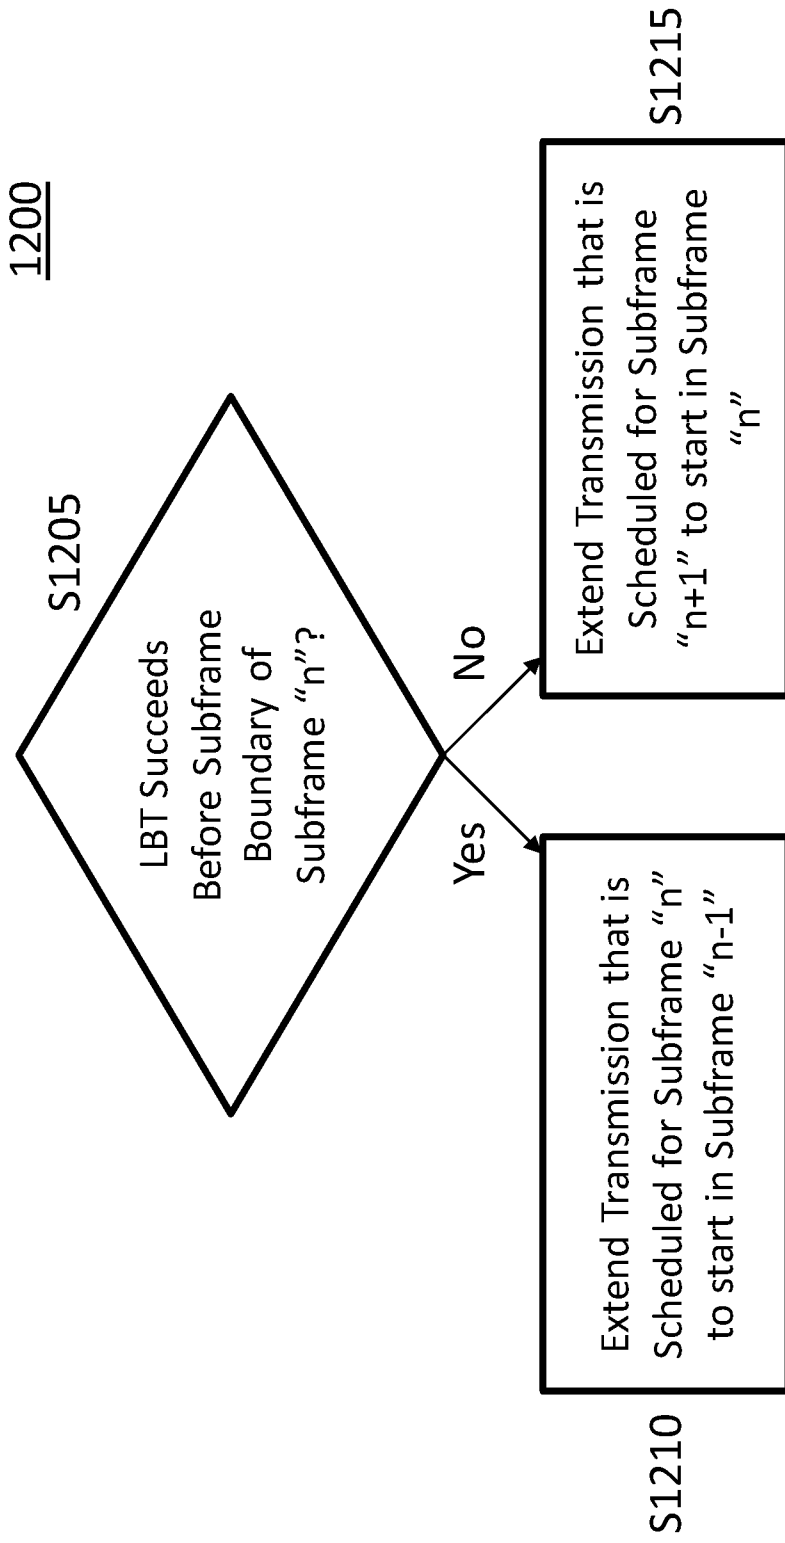 1200
S1205
LBT Succeeds
Before Subframe
Boundary of
Subframe “n”?
Yes
No
S1210
Extend Transmission that is
Scheduled for Subframe “n”
to start in Subframe “n-1”
Extend Transmission that is
Scheduled for Subframe
“n+1” to start in Subframe
“n”
S1215